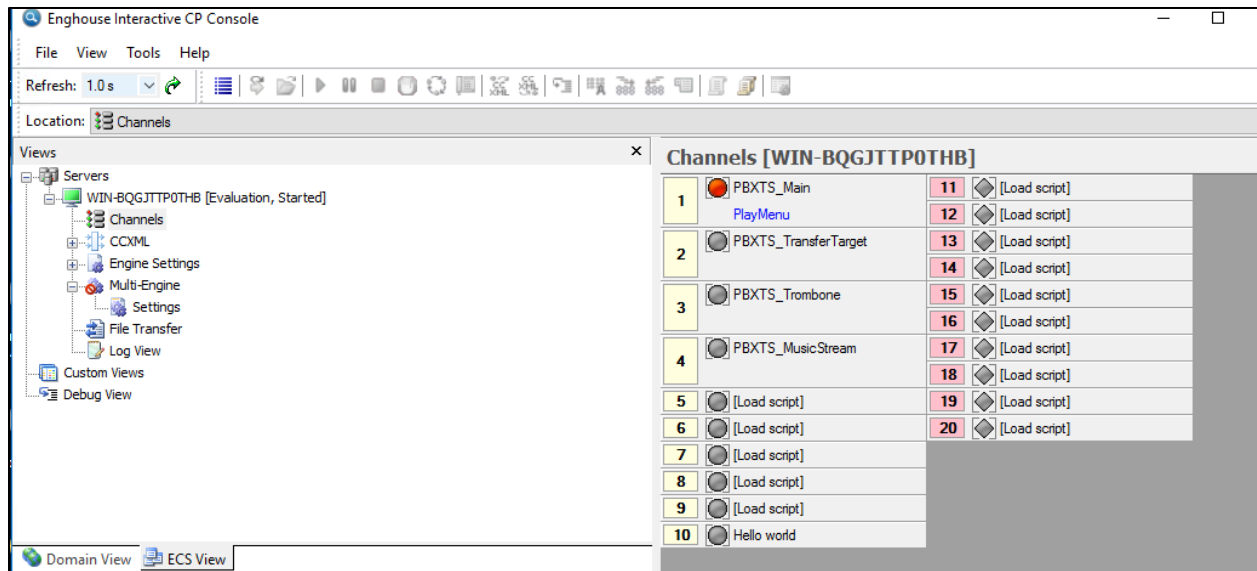 Enghouse Interactive CP Console
File View Tools Help
Refresh: 1.0 s
Location: Channels
Views
Servers
WIN-BQGJTTP0THB [Evaluation, Started]
Channels
CCXML
Engine Settings
Multi-Engine
Settings
File Transfer
Log View
Custom Views
Debug View
Domain View ECS View
Channels [WIN-BQGJTTP0THB]
1 PBXTS_Main
PlayMenu
2 PBXTS_TransferTarget
3 PBXTS_Trombone
4 PBXTS_MusicStream
5 [Load script]
6 [Load script]
7 [Load script]
8 [Load script]
9 [Load script]
10 Hello world
11 [Load script]
12 [Load script]
13 [Load script]
14 [Load script]
15 [Load script]
16 [Load script]
17 [Load script]
18 [Load script]
19 [Load script]
20 [Load script]